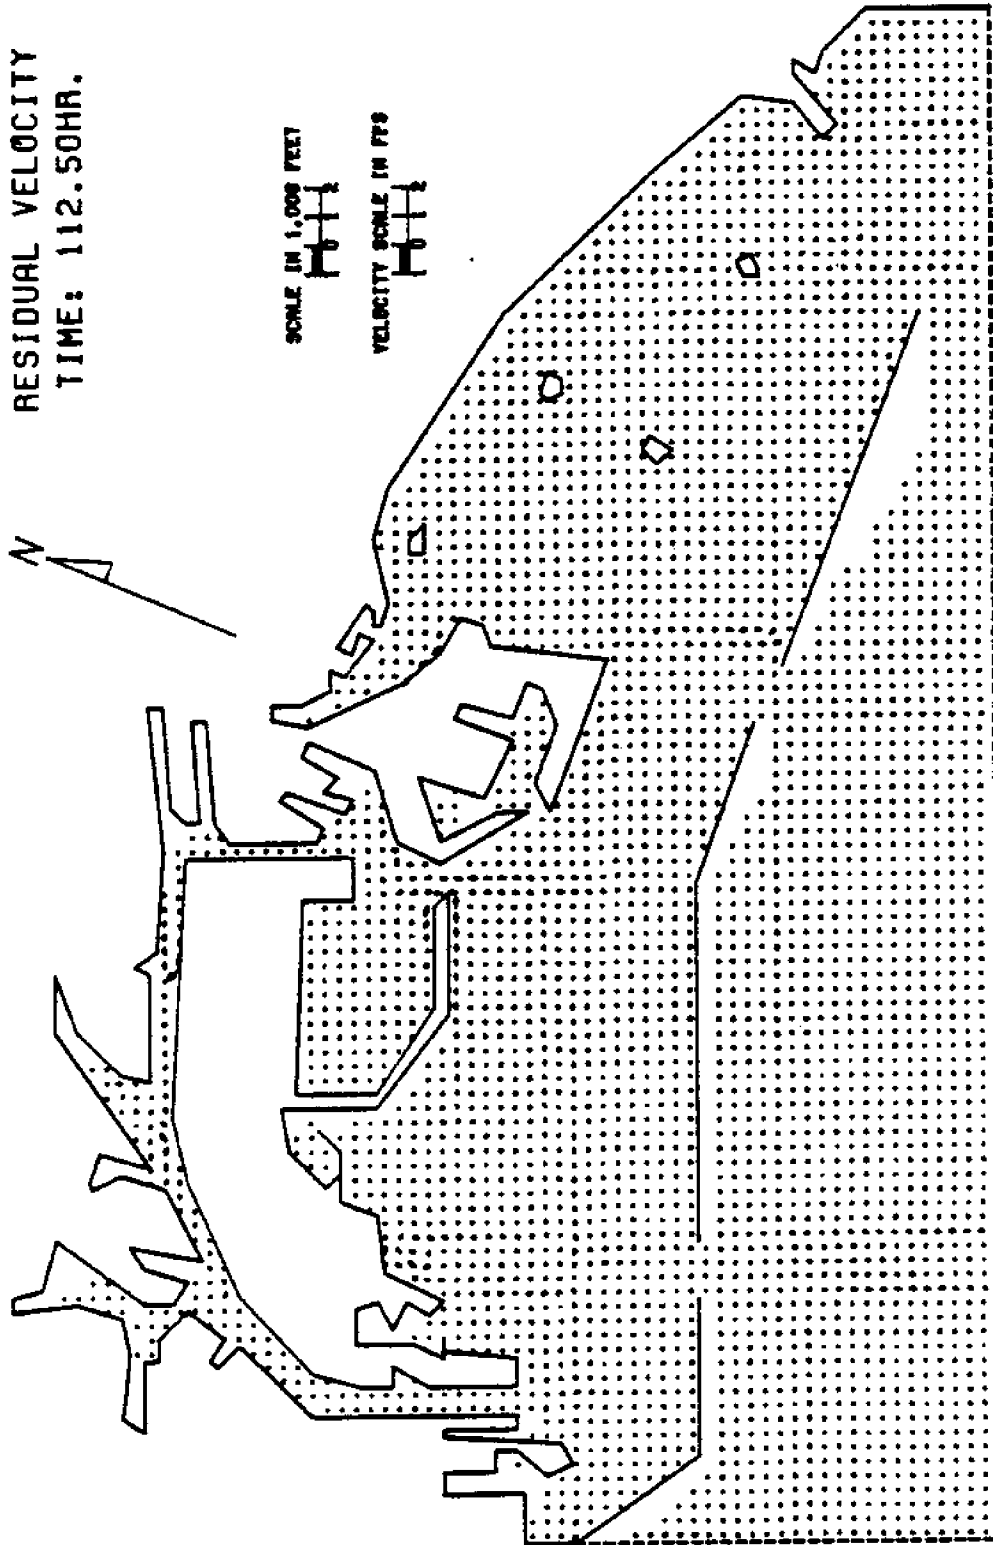 RESIDUAL VELOCITY
TIME: 112.50HR.
SCALE IN 1,000 FEET
0 1 2
VELOCITY SCALE IN FPS
0 1 2
N